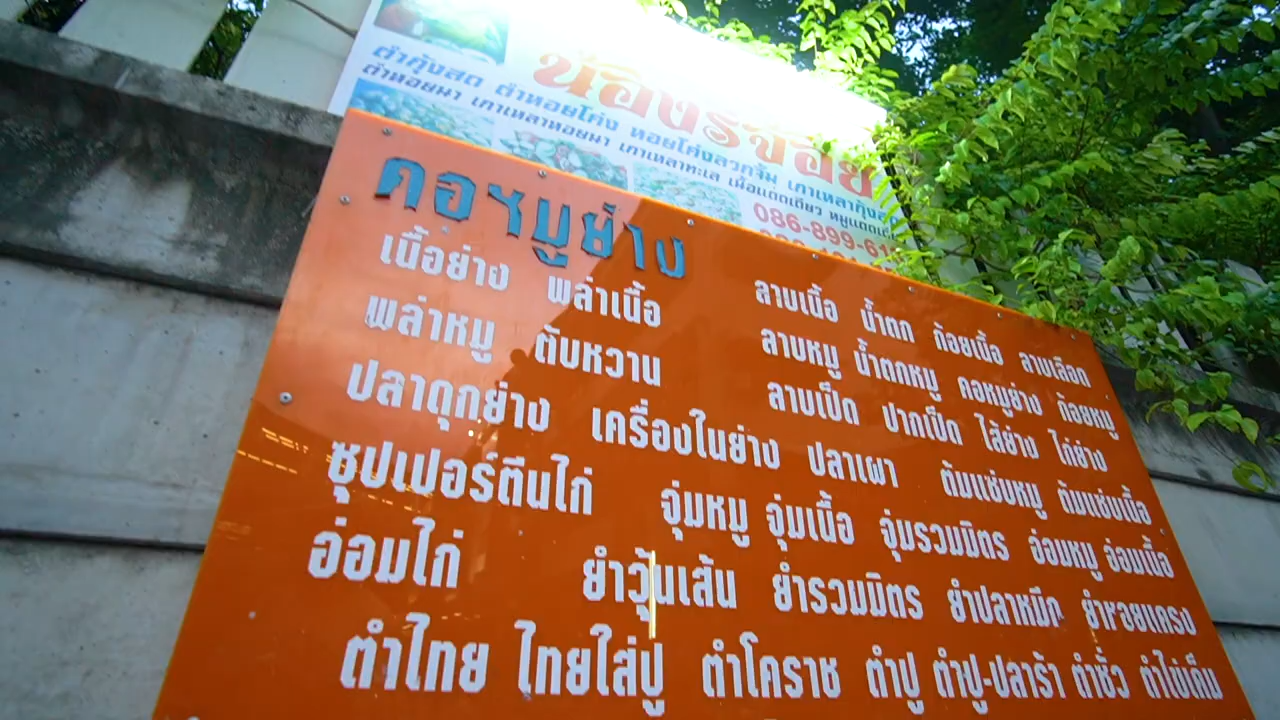 น้องรชอย
ตำกุ้งสด ตำหอยโค่ง หอยโค่งลวกจิ้ม เกาเหลากุ้งส
ตำหอยนา เกาเหลาหอยนา เกาเหลาทะเล เนื้อแดดเดียว หมูแดดเดีย
086-899-61
คอหมูย่าง
เนื้อย่าง พล่าเนื้อ ลาบเนื้อ น้ำตก ก้อยเนื้อ ลาบเลือด
พล่าหมู ตับหวาน ลาบหมู น้ำตกหมู คอหมูย่าง ก้อยหมู
ปลาดุกย่าง เครื่องในย่าง ลาบเป็ด ปากเป็ด ไส้ย่าง ไก่ย่าง
ซุปเปอร์ตีนไก่ ปลาเผา ต้มแซ่บหมู ต้มแซ่บเนื้อ
อ่อมไก่ จุ่มหมู จุ่มเนื้อ จุ่มรวมมิตร อ่อมหมู อ่อมเนื้อ
ยำวุ้นเส้น ยำรวมมิตร ยำปลาหมึก ยำหอยแครง
ตำไทย ไทยใส่ปู ตำโคราช ตำปู ตำปู-ปลาร้า ตำซั่ว ตำไข่เค็ม